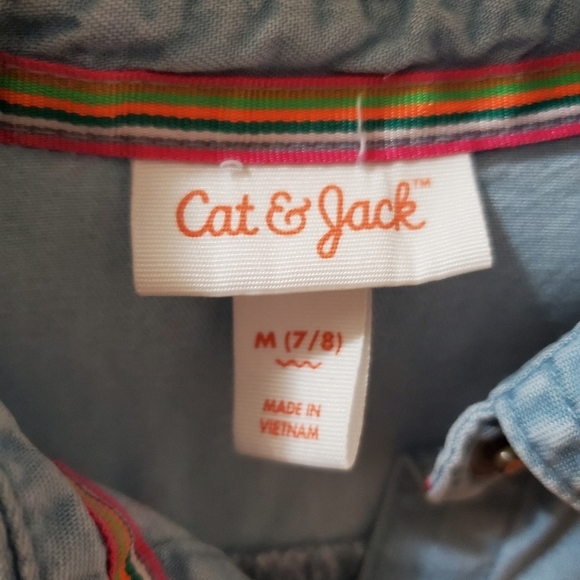 Cat & Jack™
M (7/8)
MADE IN
VIETNAM